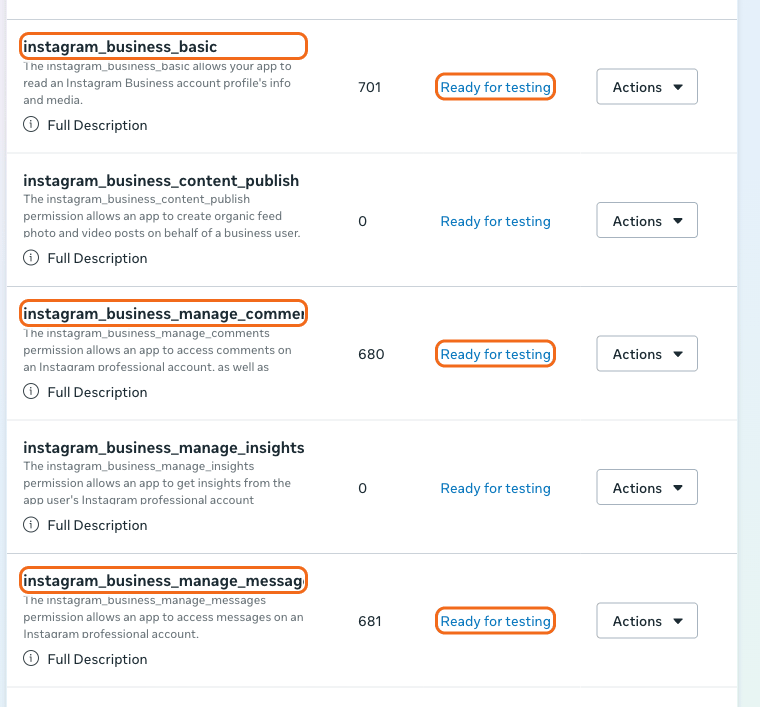 instagram_business_basic
The instagram_business_basic allows your app to
read an Instagram Business account profile's info
and media.
701
Ready for testing
Actions
Full Description
instagram_business_content_publish
The instagram_business_content_publish
permission allows an app to create organic feed
photo and video posts on behalf of a business user.
0
Ready for testing
Actions
Full Description
instagram_business_manage_commer
The instagram_business_manage_comments
permission allows an app to access comments on
an Instagram professional account, as well as
680
Ready for testing
Actions
Full Description
instagram_business_manage_insights
The instagram_business_manage_insights
permission allows an app to get insights from the
app user's Instagram professional account
0
Ready for testing
Actions
Full Description
instagram_business_manage_messag
The instagram_business_manage_messages
permission allows an app to access messages on an
Instagram professional account.
681
Ready for testing
Actions
Full Description